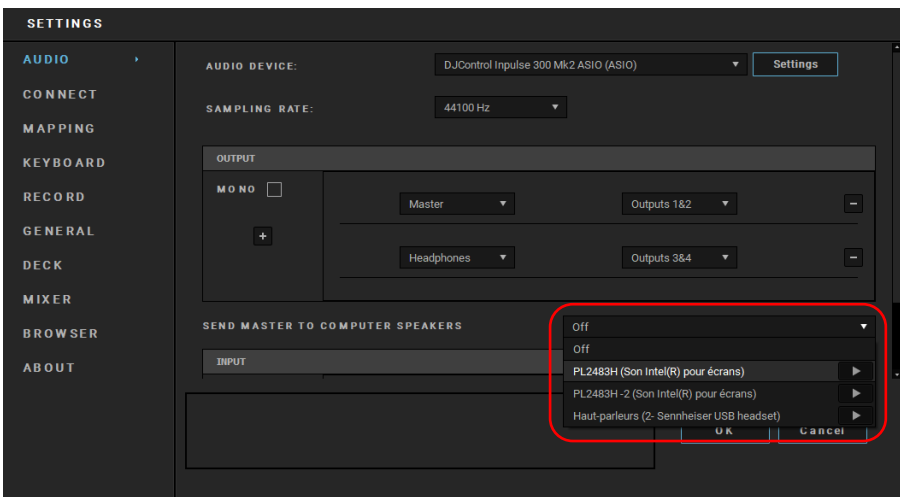 SETTINGS
AUDIO
CONNECT
MAPPING
KEYBOARD
RECORD
GENERAL
DECK
MIXER
BROWSER
ABOUT
AUDIO DEVICE: DJControl Inpulse 300 Mk2 ASIO (ASIO) Settings
SAMPLING RATE: 44100 Hz
OUTPUT
MONO
+
Master Outputs 1&2 −
Headphones Outputs 3&4 −
SEND MASTER TO COMPUTER SPEAKERS Off
Off
PL2483H (Son Intel(R) pour écrans)
PL2483H -2 (Son Intel(R) pour écrans)
Haut-parleurs (2- Sennheiser USB headset)
INPUT
OK Cancel